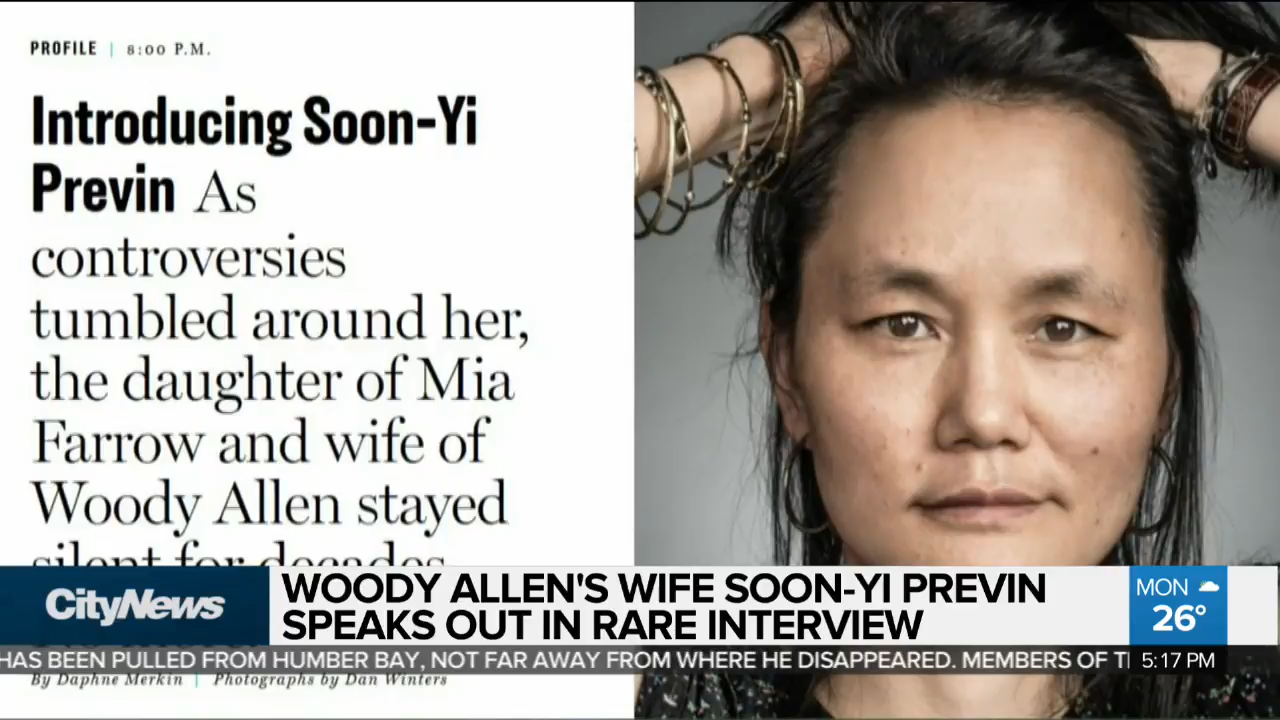 PROFILE | 8:00 P.M.
Introducing Soon-Yi
Previn As
controversies
tumbled around her,
the daughter of Mia
Farrow and wife of
Woody Allen stayed
silent for decades.
CityNews
WOODY ALLEN'S WIFE SOON-YI PREVIN
SPEAKS OUT IN RARE INTERVIEW
MON
26°
HAS BEEN PULLED FROM HUMBER BAY, NOT FAR AWAY FROM WHERE HE DISAPPEARED. MEMBERS OF
5:17 PM
By Daphne Merkin | Photographs by Dan Winters